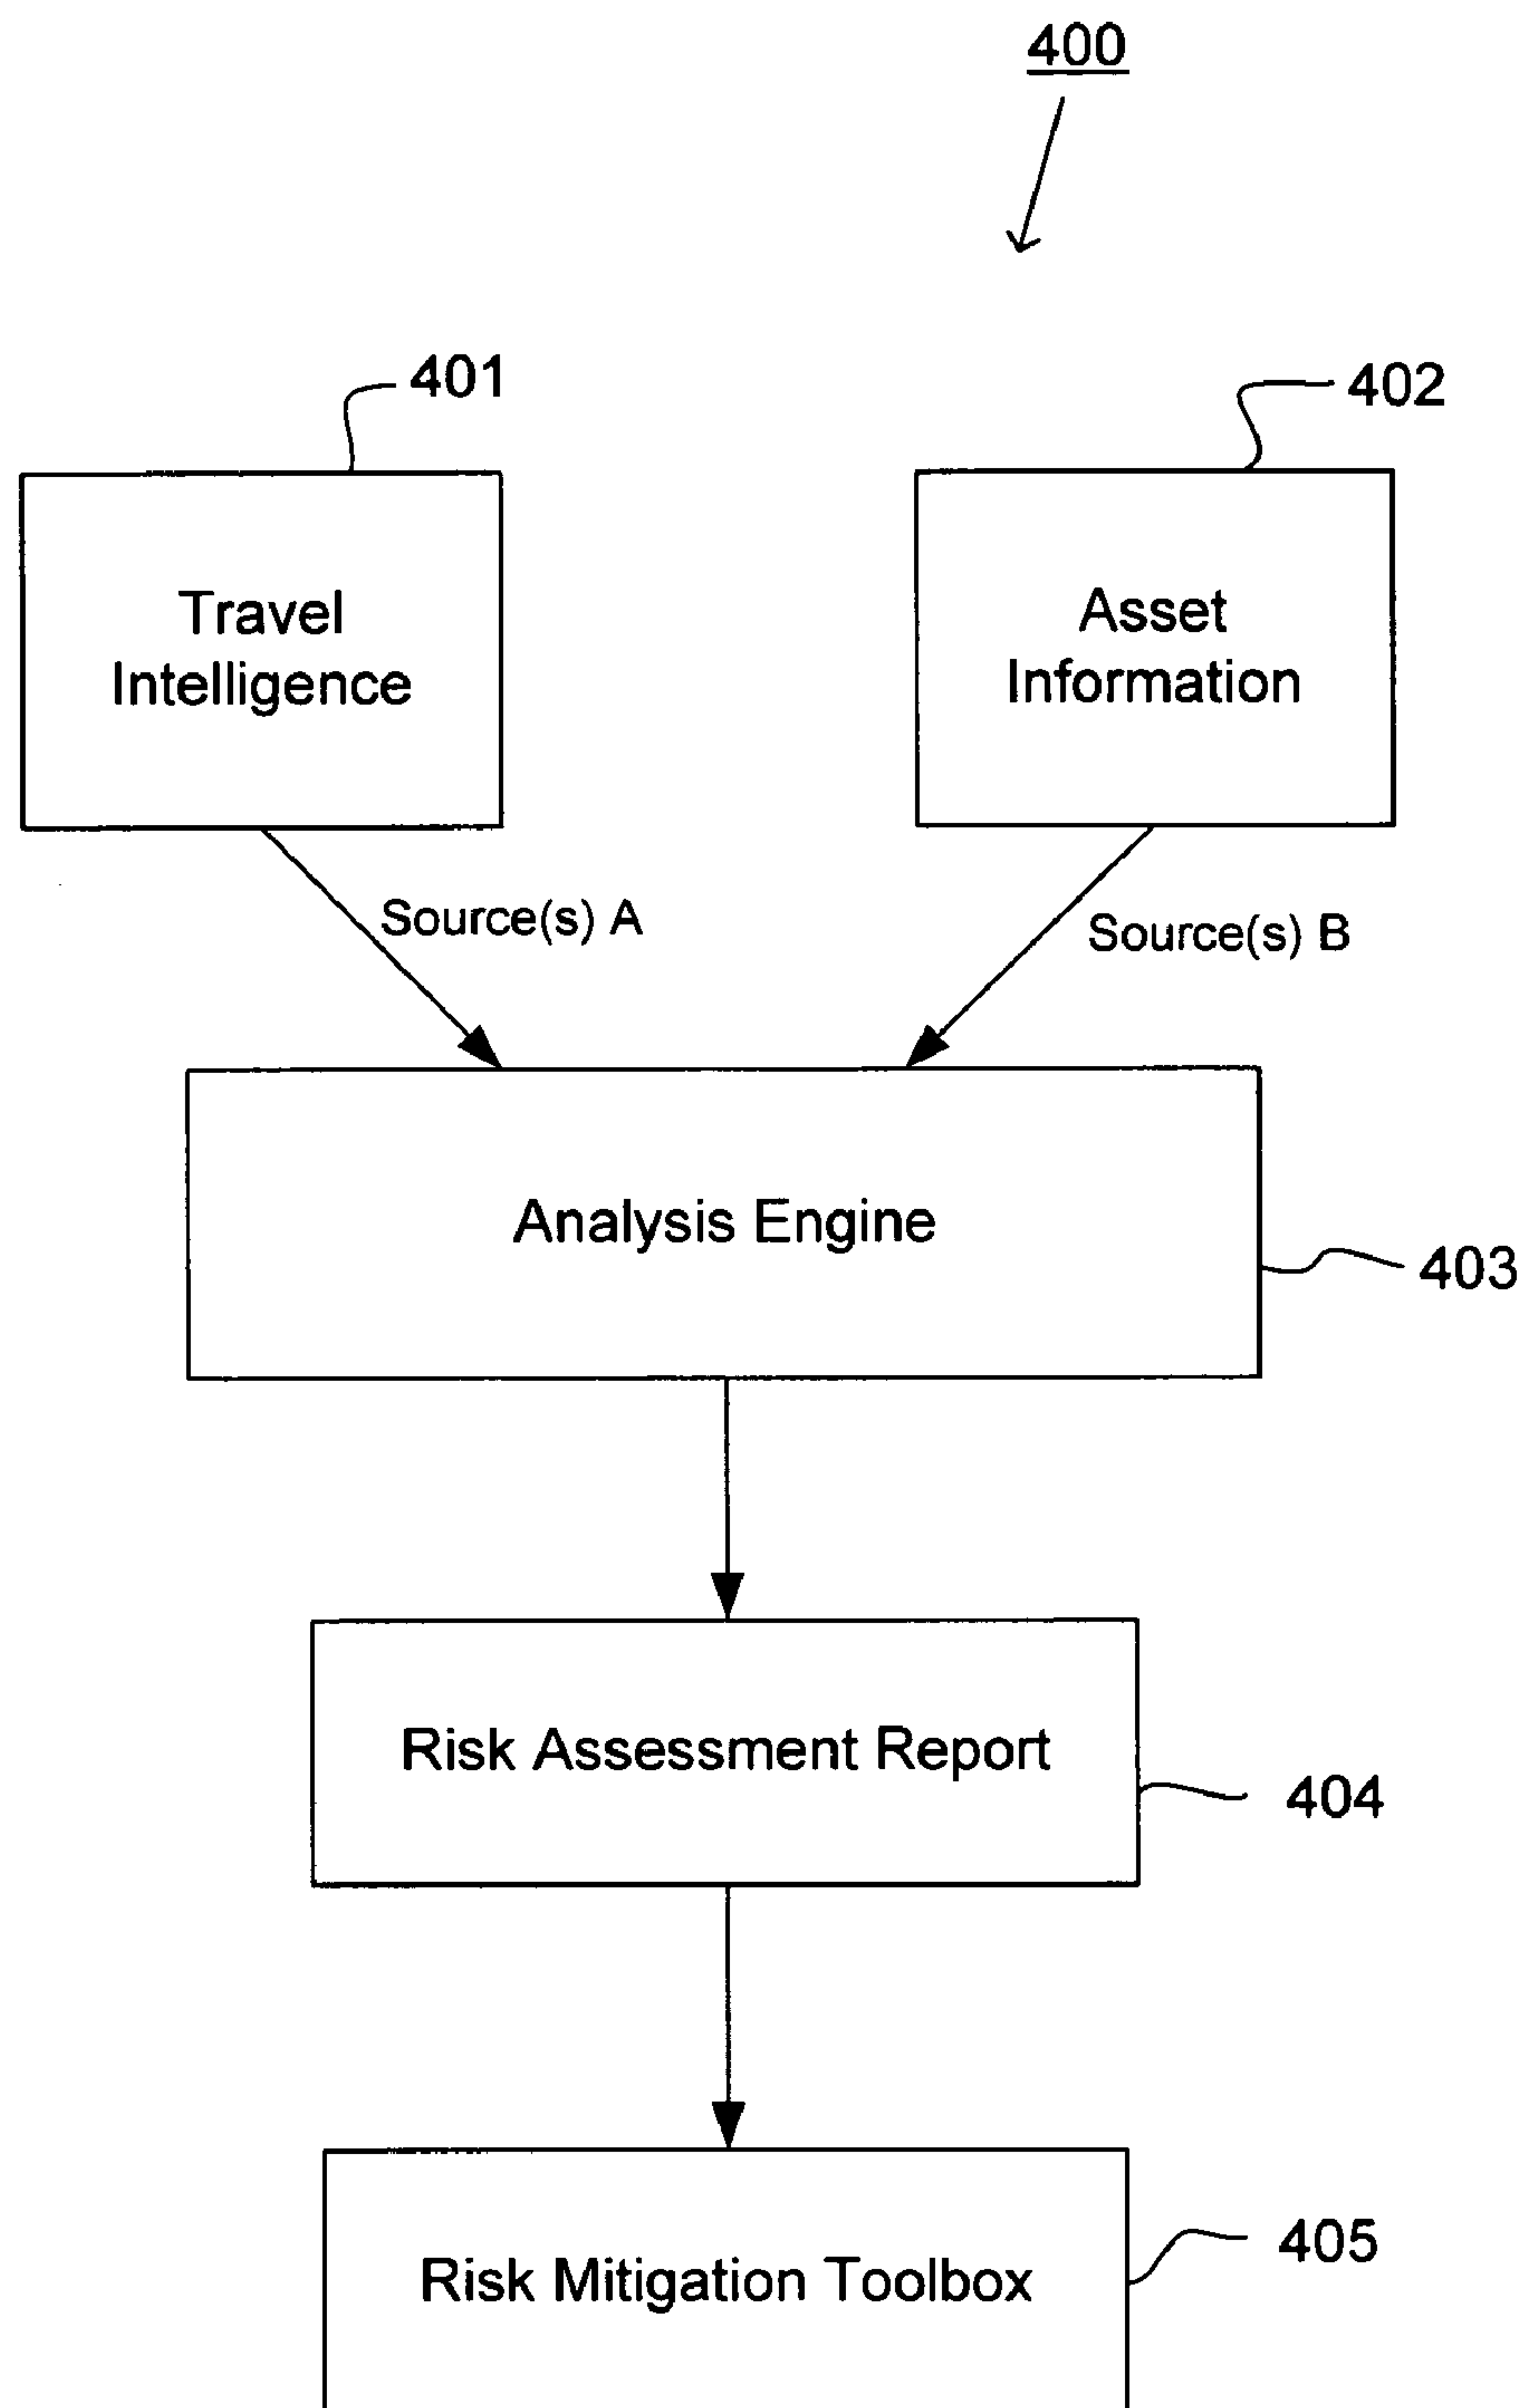 400
401
402
Travel
Intelligence
Asset
Information
Source(s) A
Source(s) B
Analysis Engine
403
Risk Assessment Report
404
405
Risk Mitigation Toolbox